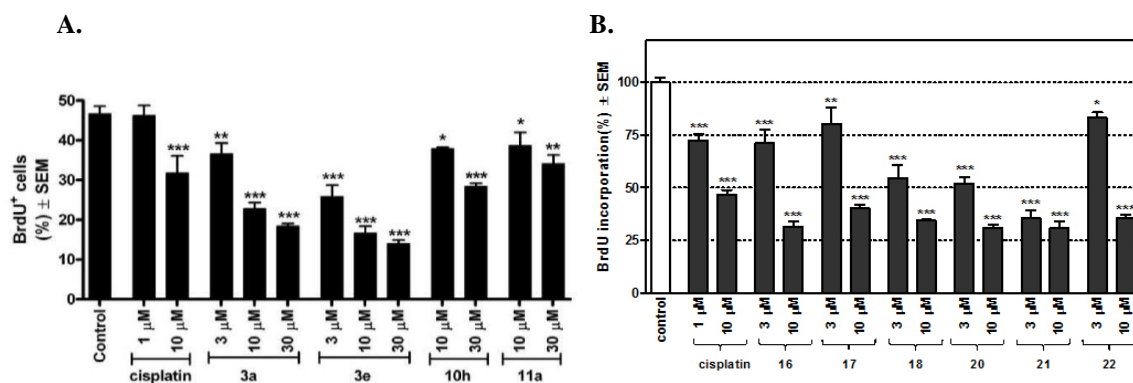 A.
BrdU⁺ cells
(%) ± SEM
50
40
30
20
10
0
** *** *** *** *** *** *** * *** * **
Control 1 µM 10 µM 3 µM 10 µM 30 µM 3 µM 10 µM 30 µM 10 µM 30 µM 10 µM 30 µM
cisplatin 3a 3e 10h 11a
B.
BrdU incorporation(%) ± SEM
100
75
50
25
0
*** *** *** *** ** *** *** *** *** *** *** *** * ***
control 1 µM 10 µM 3 µM 10 µM 3 µM 10 µM 3 µM 10 µM 3 µM 10 µM 3 µM 10 µM 3 µM 10 µM
cisplatin 16 17 18 20 21 22